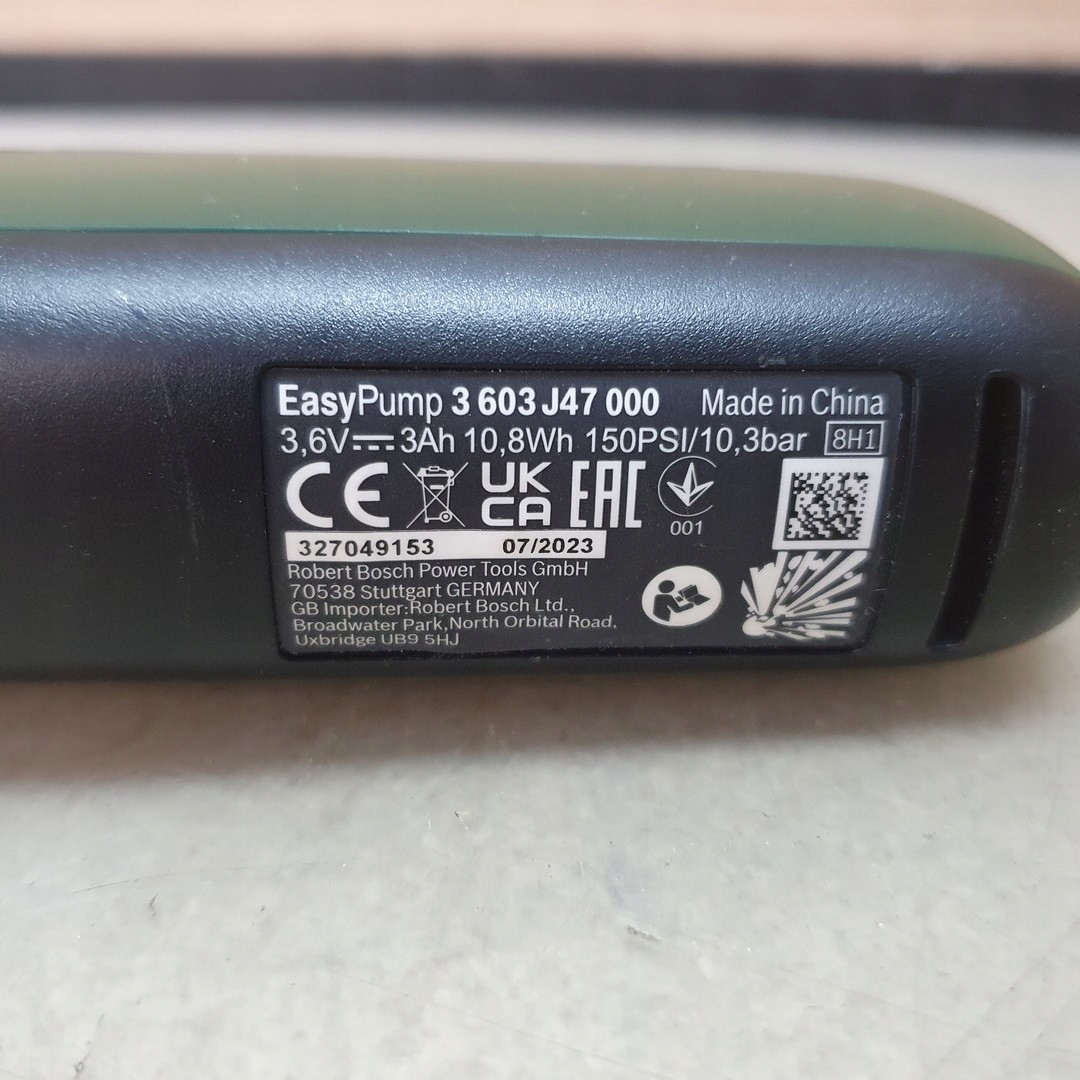 EasyPump 3 603 J47 000 Made in China
3,6V⎓3Ah 10,8Wh 150PSI/10,3bar 8H1
CE UK CA EAC 001
327049153 07/2023
Robert Bosch Power Tools GmbH
70538 Stuttgart GERMANY
GB Importer:Robert Bosch Ltd.,
Broadwater Park,North Orbital Road,
Uxbridge UB9 5HJ